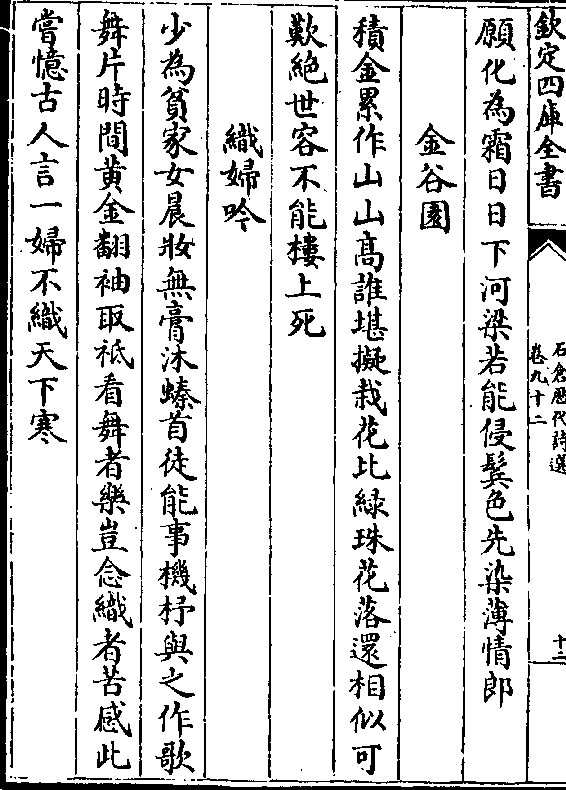 欽定四庫全書
石倉歷代詩選
卷九十二
十二
願化為霜日日下河梁若能侵鬂色先染薄情郎
金谷園
積金累作山山髙誰堪擬栽花比緑珠花落還相似可
歎絶世容不能樓上死
織婦吟
少為貧家女晨妝無膏沐螓首徒能事機杼與之作歌
舞片時間黄金翻袖取祗看舞者樂豈念織者苦感此
嘗憶古人言一婦不織天下寒